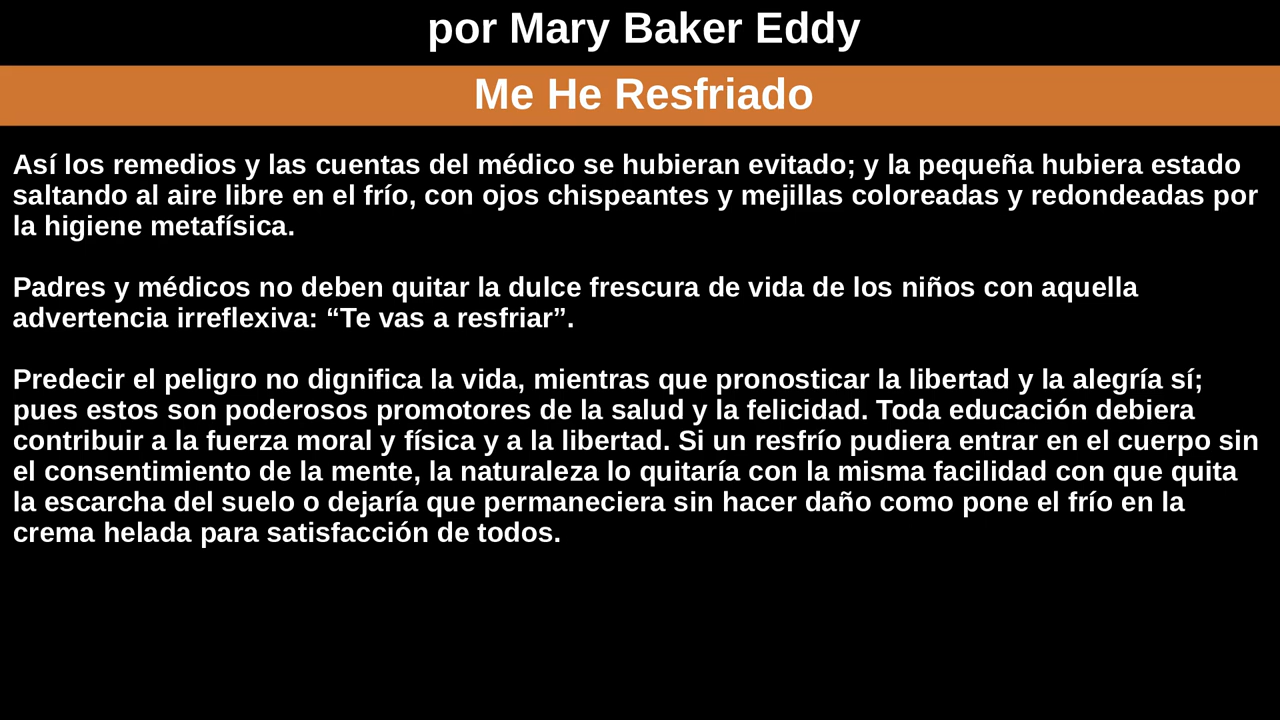 por Mary Baker Eddy
Me He Resfriado
Así los remedios y las cuentas del médico se hubieran evitado; y la pequeña hubiera estado
saltando al aire libre en el frío, con ojos chispeantes y mejillas coloreadas y redondeadas por
la higiene metafísica.
Padres y médicos no deben quitar la dulce frescura de vida de los niños con aquella
advertencia irreflexiva: “Te vas a resfriar”.
Predecir el peligro no dignifica la vida, mientras que pronosticar la libertad y la alegría sí;
pues estos son poderosos promotores de la salud y la felicidad. Toda educación debiera
contribuir a la fuerza moral y física y a la libertad. Si un resfrío pudiera entrar en el cuerpo sin
el consentimiento de la mente, la naturaleza lo quitaría con la misma facilidad con que quita
la escarcha del suelo o dejaría que permaneciera sin hacer daño como pone el frío en la
crema helada para satisfacción de todos.